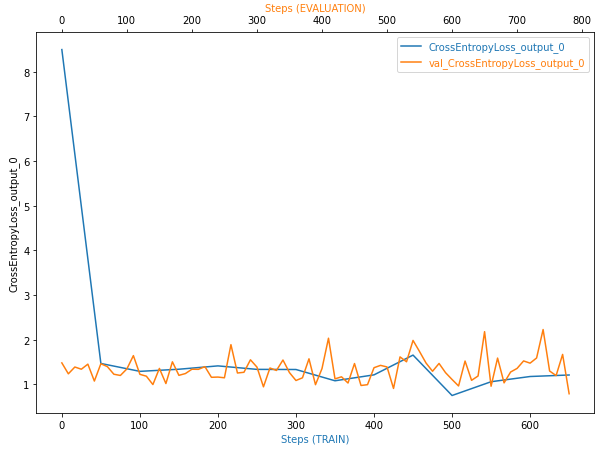 Steps (EVALUATION)
0 100 200 300 400 500 600 700 800
CrossEntropyLoss_output_0
val_CrossEntropyLoss_output_0
CrossEntropyLoss_output_0
8
7
6
5
4
3
2
1
0 100 200 300 400 500 600
Steps (TRAIN)